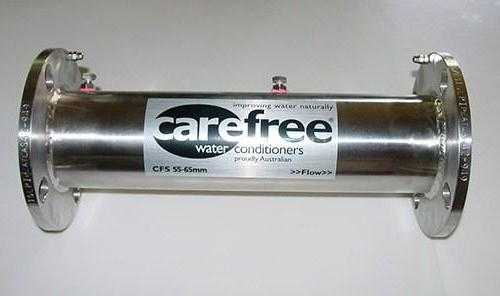 improving water naturally
carefree®
water conditioners
proudly Australian
CFS 55-65mm
>>Flow>>